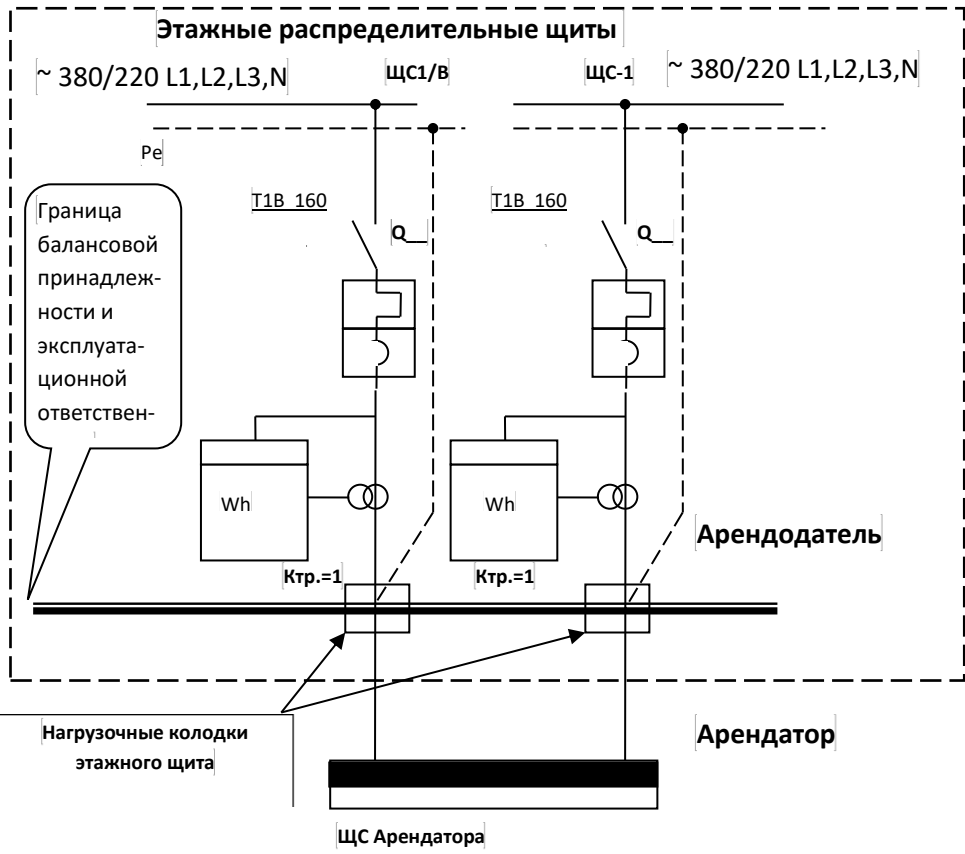 Этажные распределительные щиты
~ 380/220 L1,L2,L3,N
ЩС1/В
ЩС-1
~ 380/220 L1,L2,L3,N
Pe
Граница
балансовой
принадлеж-
ности и
эксплуата-
ционной
ответствен-
T1B 160
Q__
T1B 160
Q__
Wh
Wh
Ктр.=1
Ктр.=1
Арендодатель
Нагрузочные колодки
этажного щита
Арендатор
ЩС Арендатора